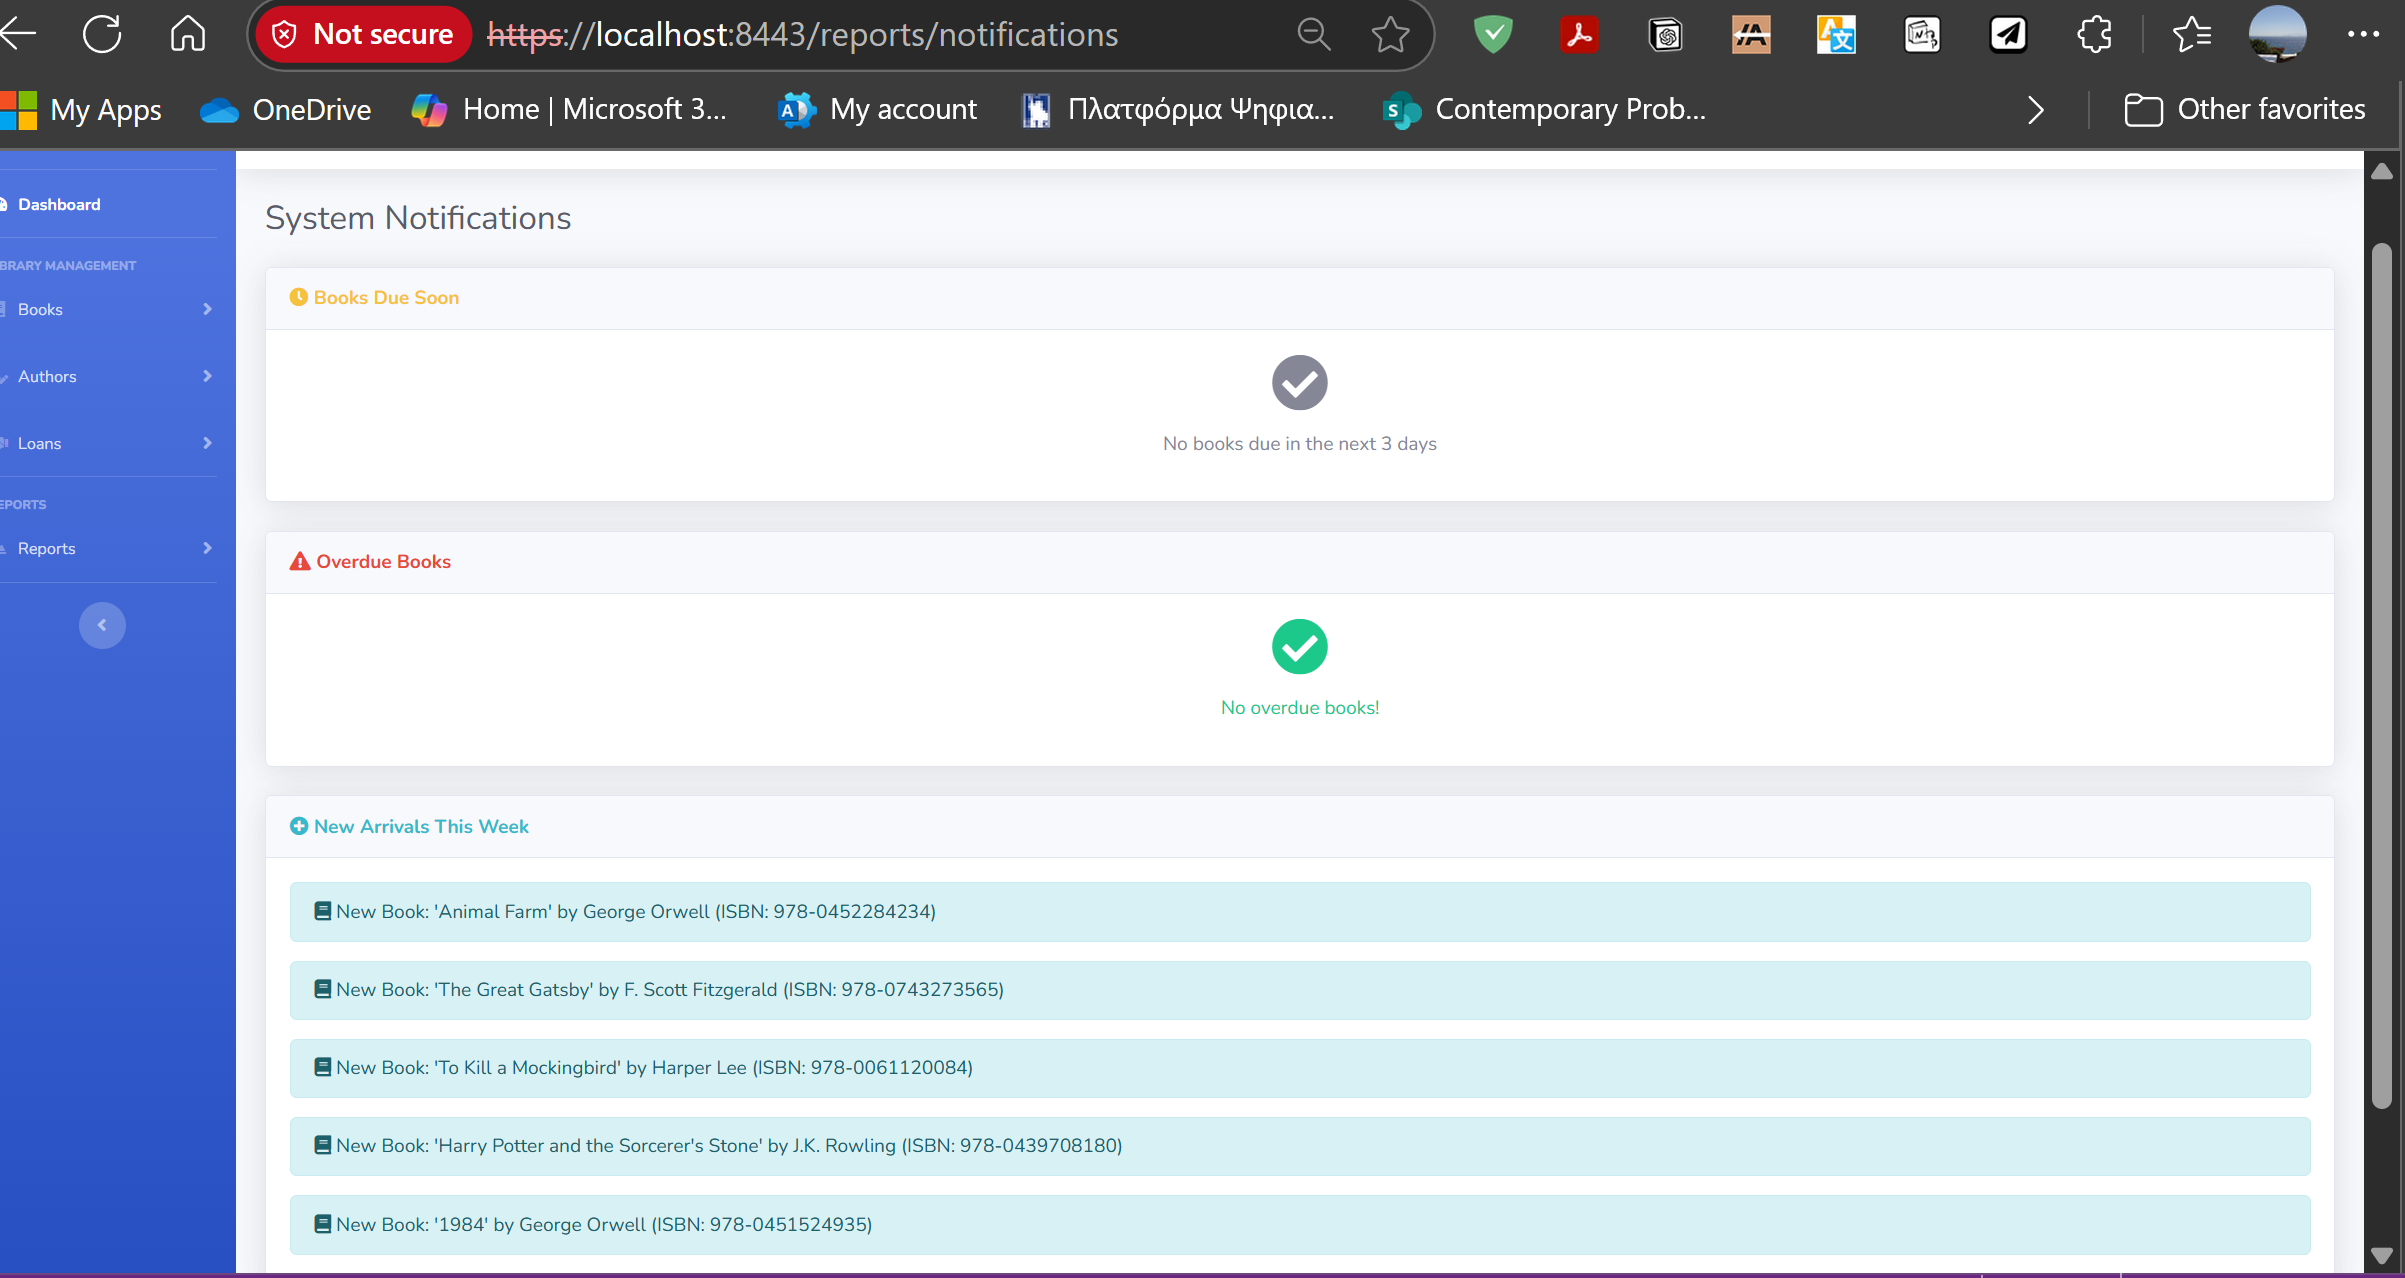 Not secure https://localhost:8443/reports/notifications
My Apps OneDrive Home | Microsoft 3... My account Πλατφόρμα Ψηφια... Contemporary Prob... Other favorites
Dashboard
BRARY MANAGEMENT
Books
Authors
Loans
EPORTS
Reports
System Notifications
Books Due Soon
No books due in the next 3 days
Overdue Books
No overdue books!
New Arrivals This Week
New Book: 'Animal Farm' by George Orwell (ISBN: 978-0452284234)
New Book: 'The Great Gatsby' by F. Scott Fitzgerald (ISBN: 978-0743273565)
New Book: 'To Kill a Mockingbird' by Harper Lee (ISBN: 978-0061120084)
New Book: 'Harry Potter and the Sorcerer's Stone' by J.K. Rowling (ISBN: 978-0439708180)
New Book: '1984' by George Orwell (ISBN: 978-0451524935)